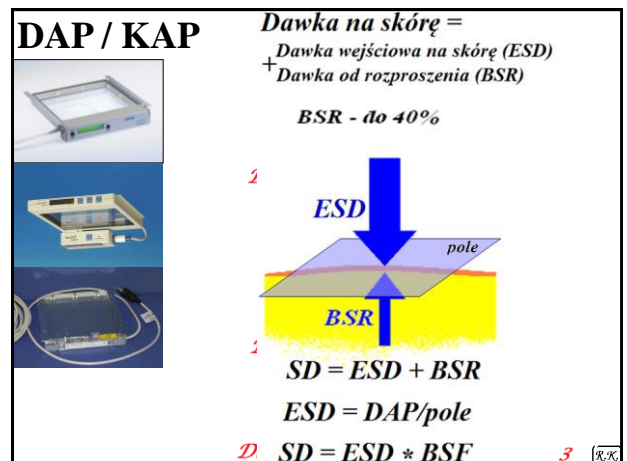 DAP / KAP
Dawka na skórę =
Dawka wejściowa na skórę (ESD)
+
Dawka od rozproszenia (BSR)
BSR - do 40%
ESD
pole
BSR
SD = ESD + BSR
ESD = DAP/pole
D. SD = ESD * BSF
3 R.K.